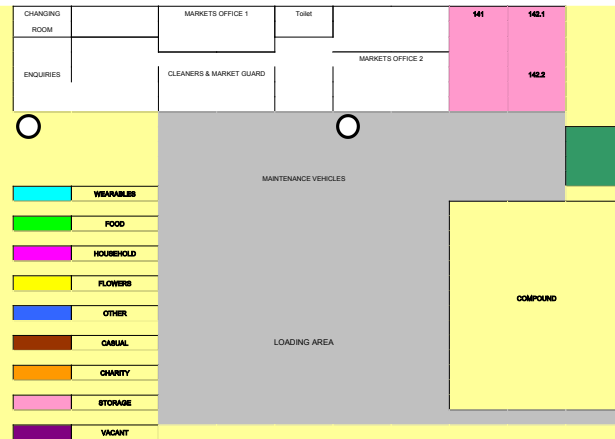 CHANGING
ROOM
MARKETS OFFICE 1
Toilet
141
142.1
MARKETS OFFICE 2
ENQUIRIES
CLEANERS & MARKET GUARD
142.2
MAINTENANCE VEHICLES
WEARABLES
FOOD
HOUSEHOLD
FLOWERS
COMPOUND
OTHER
CASUAL
LOADING AREA
CHARITY
STORAGE
VACANT